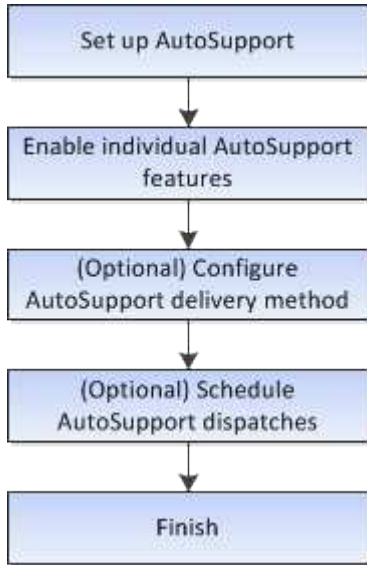 Set up AutoSupport
Enable individual AutoSupport
features
(Optional) Configure
AutoSupport delivery method
(Optional) Schedule
AutoSupport dispatches
Finish